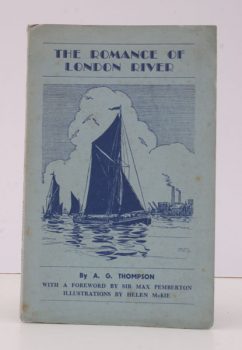 THE ROMANCE OF
LONDON RIVER
By A. G. THOMPSON
WITH A FOREWORD BY SIR MAX PEMBERTON
ILLUSTRATIONS BY HELEN McKIE